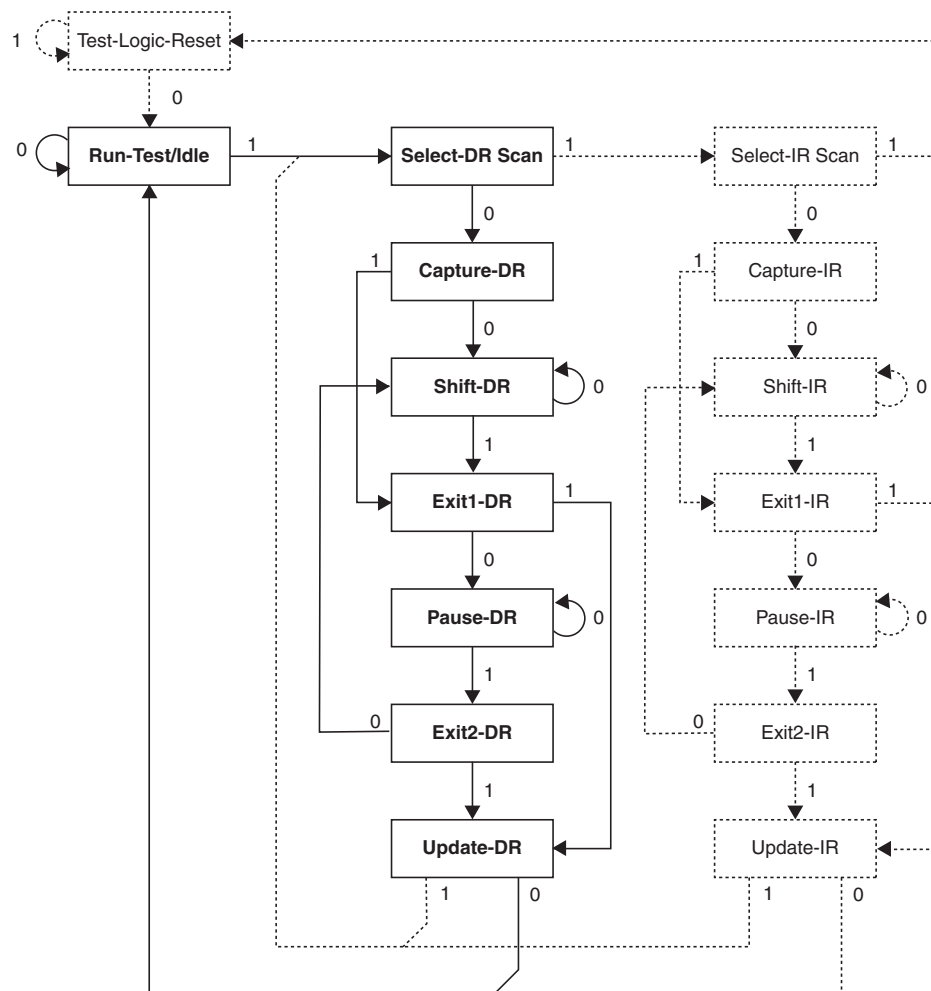 1
Test-Logic-Reset
0
0
Run-Test/Idle
1
Select-DR Scan
1
Select-IR Scan
1
0
0
1
Capture-DR
1
Capture-IR
0
0
Shift-DR
0
Shift-IR
0
1
1
Exit1-DR
1
Exit1-IR
1
0
0
Pause-DR
0
Pause-IR
0
1
1
0
Exit2-DR
0
Exit2-IR
1
1
Update-DR
Update-IR
1
0
1
0